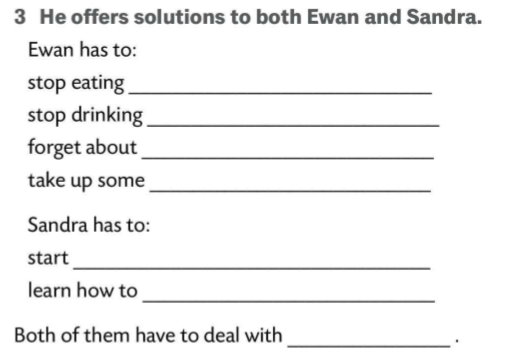 3 He offers solutions to both Ewan and Sandra.
Ewan has to:
stop eating
stop drinking
forget about
take up some
Sandra has to:
start
learn how to
Both of them have to deal with .